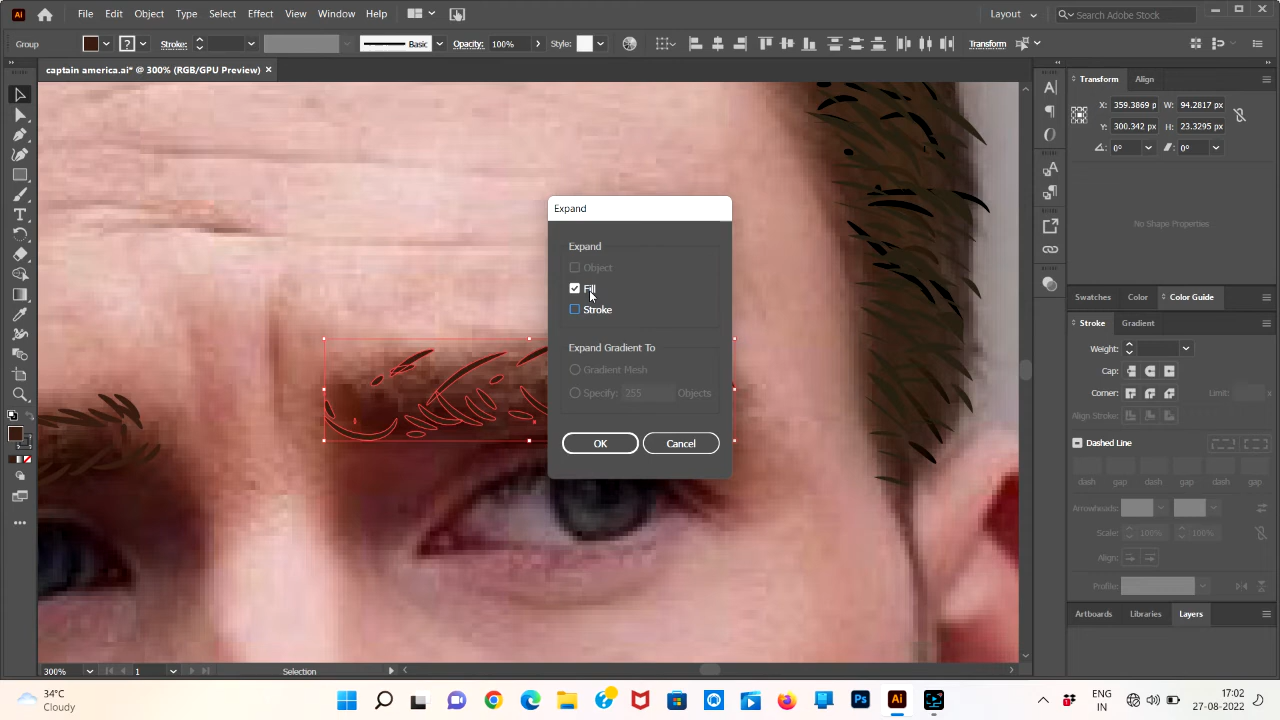 Ai File Edit Object Type Select Effect View Window Help Layout Search Adobe Stock
Group Stroke: Basic Opacity: 100% Style: Transform
captain america.ai* @ 300% (RGB/GPU Preview) ×
Transform Align
X: 359.3869 p W: 94.2817 px
Y: 300.342 px H: 23.3295 px
0° 0°
No Shape Properties
Expand
Expand
Object
Fill
Stroke
Expand Gradient To
Gradient Mesh
Specify: 255 Objects
OK Cancel
Swatches Color Color Guide
Stroke Gradient
Weight:
Cap:
Corner: Limit: x
Align Stroke:
Dashed Line
dash gap dash gap dash gap
Arrowheads:
Scale: 100% 100%
Align:
Profile:
Artboards Libraries Layers
300% 1 Selection
34°C
Cloudy
Ps Ai
ENG
IN
17:02
27-08-2022